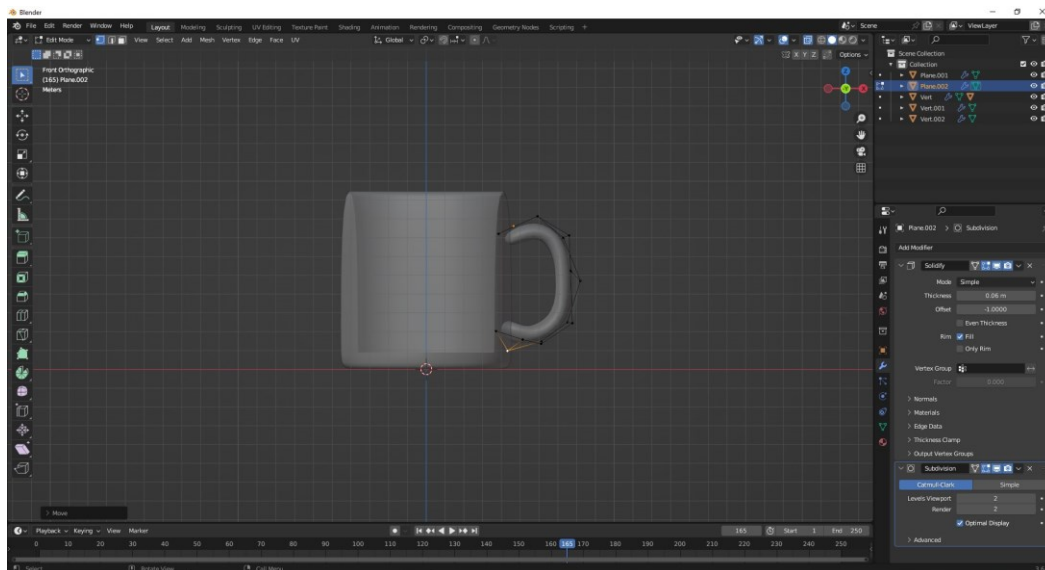 Blender
File Edit Render Window Help Layout Modeling Sculpting UV Editing Texture Paint Shading Animation Rendering Compositing Geometry Nodes Scripting + Scene ViewLayer
Edit Mode View Select Add Mesh Vertex Edge Face UV Global
X Y Z Options
Front Orthographic
(165) Plane.002
Meters
Z
X
> Move
Scene Collection
Collection
Plane.001
Plane.002
Vert
Vert.001
Vert.002
Plane.002 > Subdivision
Add Modifier
Solidify
Mode Simple
Thickness 0.06 m
Offset -1.0000
Even Thickness
Rim Fill
Only Rim
Vertex Group
Factor 0.000
> Normals
> Materials
> Edge Data
> Thickness Clamp
> Output Vertex Groups
Subdivision
Catmull-Clark Simple
Levels Viewport 2
Render 2
Optimal Display
> Advanced
Playback Keying View Marker 165 Start 1 End 250
0 10 20 30 40 50 60 70 80 90 100 110 120 130 140 150 160 165 170 180 190 200 210 220 230 240 250
Select Rotate View Call Menu